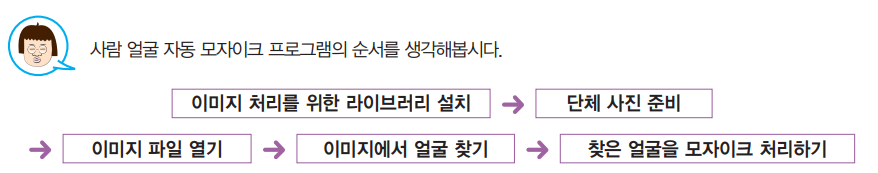 사람 얼굴 자동 모자이크 프로그램의 순서를 생각해봅시다.
이미지 처리를 위한 라이브러리 설치 → 단체 사진 준비
→ 이미지 파일 열기 → 이미지에서 얼굴 찾기 → 찾은 얼굴을 모자이크 처리하기